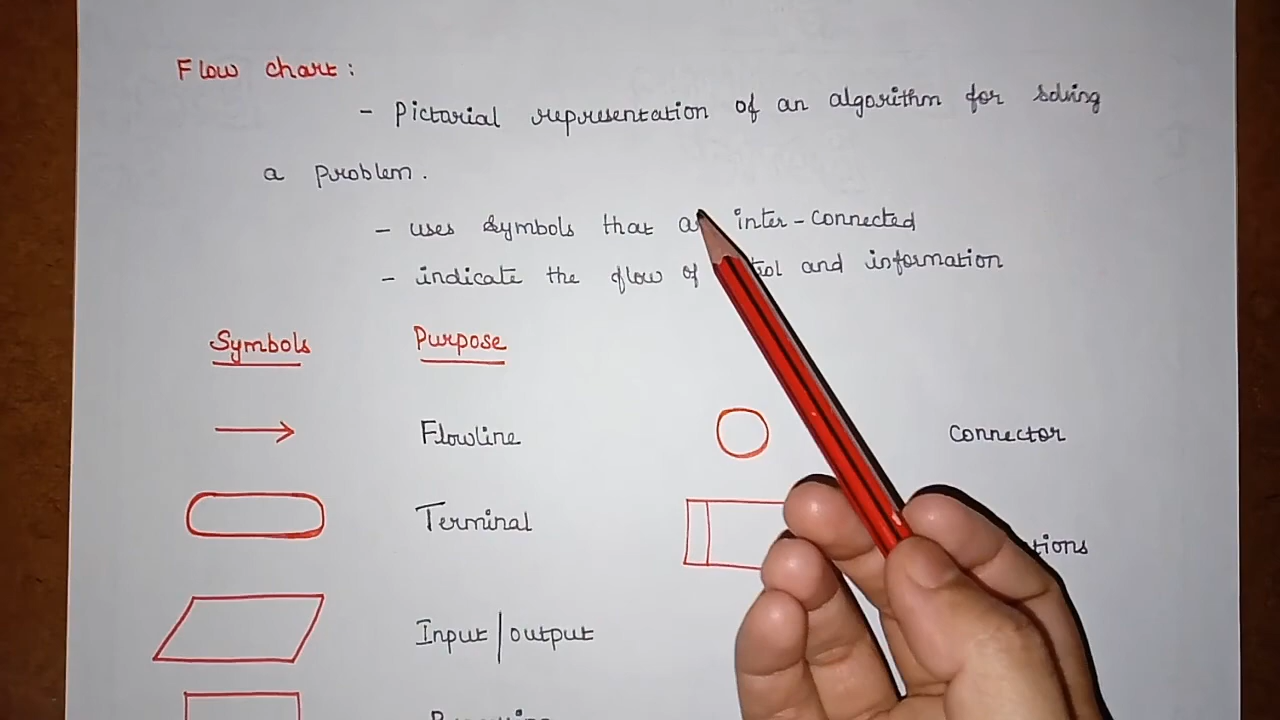 Flow chart:
- Pictorial representation of an algorithm for solving
a problem.
- uses symbols that inter-connected
- indicate the flow of and information
Symbols Purpose
Flowline Connector
Terminal
Input/output